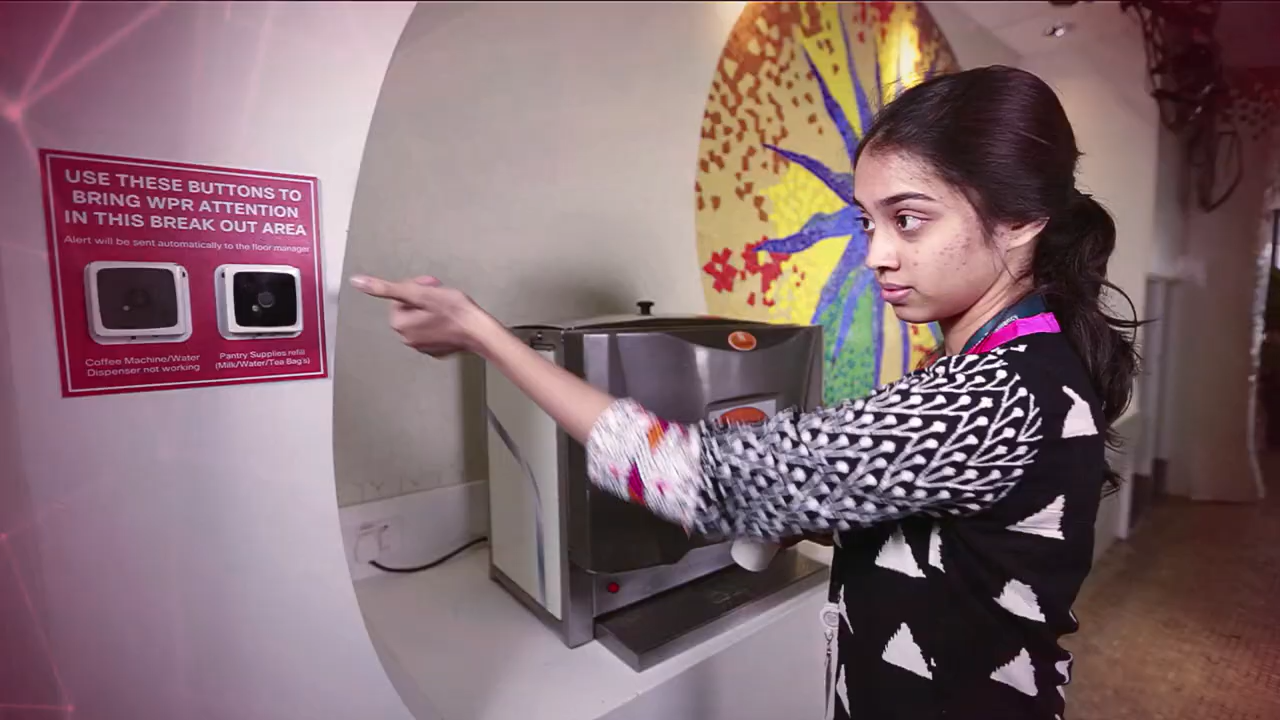 USE THESE BUTTONS TO
BRING WPR ATTENTION
IN THIS BREAK OUT AREA
Alert will be sent automatically to the floor manager
Coffee Machine/Water
Dispenser not working
Pantry Supplies refill
(Milk/Water/Tea Bag's)